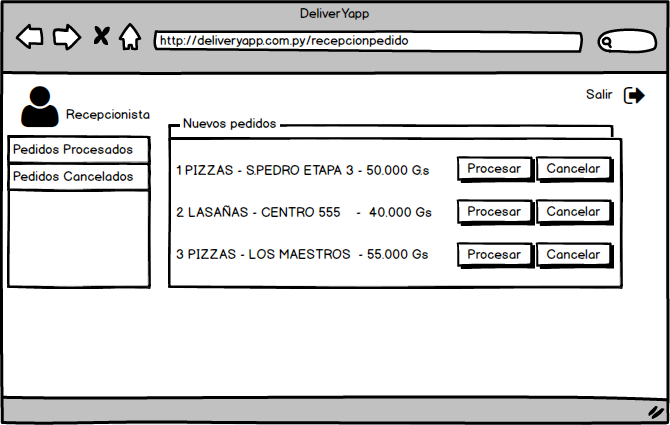 DeliverYapp
http://deliveryapp.com.py/recepcionpedido
Salir
Recepcionista
Pedidos Procesados
Pedidos Cancelados
Nuevos pedidos
1 PIZZAS - S.PEDRO ETAPA 3 - 50.000 G.s Procesar Cancelar
2 LASAÑAS - CENTRO 555 - 40.000 Gs Procesar Cancelar
3 PIZZAS - LOS MAESTROS - 55.000 Gs Procesar Cancelar